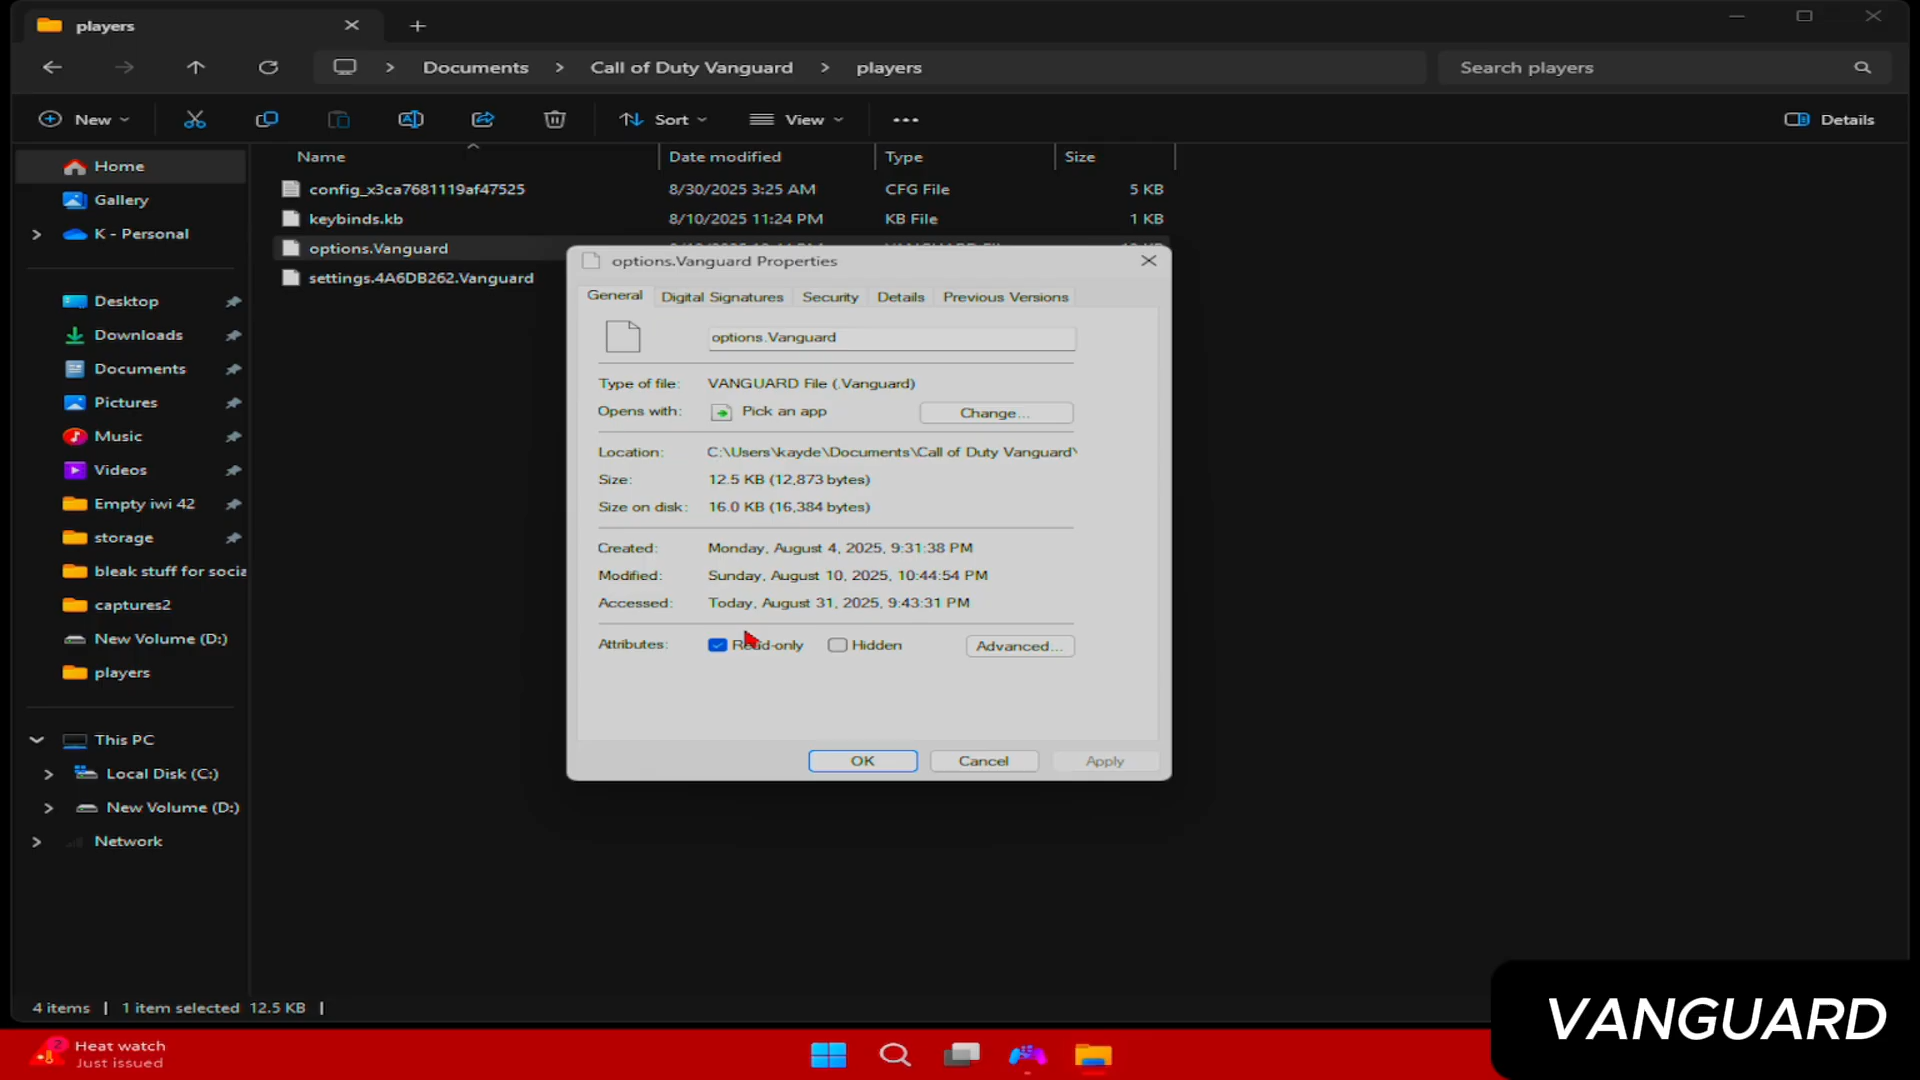 players
Documents
Call of Duty Vanguard
players
Search players
New
Sort
View
Details
Home
Gallery
K - Personal
Desktop
Downloads
Documents
Pictures
Music
Videos
Empty iwi 42
storage
bleak stuff for socia
captures2
New Volume (D:)
players
This PC
Local Disk (C:)
New Volume (D:)
Network
Name Date modified Type Size
config_x3ca7681119af47525 8/30/2025 3:25 AM CFG File 5 KB
keybinds.kb 8/10/2025 11:24 PM KB File 1 KB
options.Vanguard
settings.4A6DB262.Vanguard
options.Vanguard Properties
General Digital Signatures Security Details Previous Versions
options.Vanguard
Type of file: VANGUARD File (.Vanguard)
Opens with: Pick an app Change...
Location: C:\Users\kayde\Documents\Call of Duty Vanguard\
Size: 12.5 KB (12,873 bytes)
Size on disk: 16.0 KB (16,384 bytes)
Created: Monday, August 4, 2025, 9:31:38 PM
Modified: Sunday, August 10, 2025, 10:44:54 PM
Accessed: Today, August 31, 2025, 9:43:31 PM
Attributes: Read-only Hidden Advanced...
OK Cancel Apply
4 items 1 item selected 12.5 KB
VANGUARD
2
Heat watch
Just issued